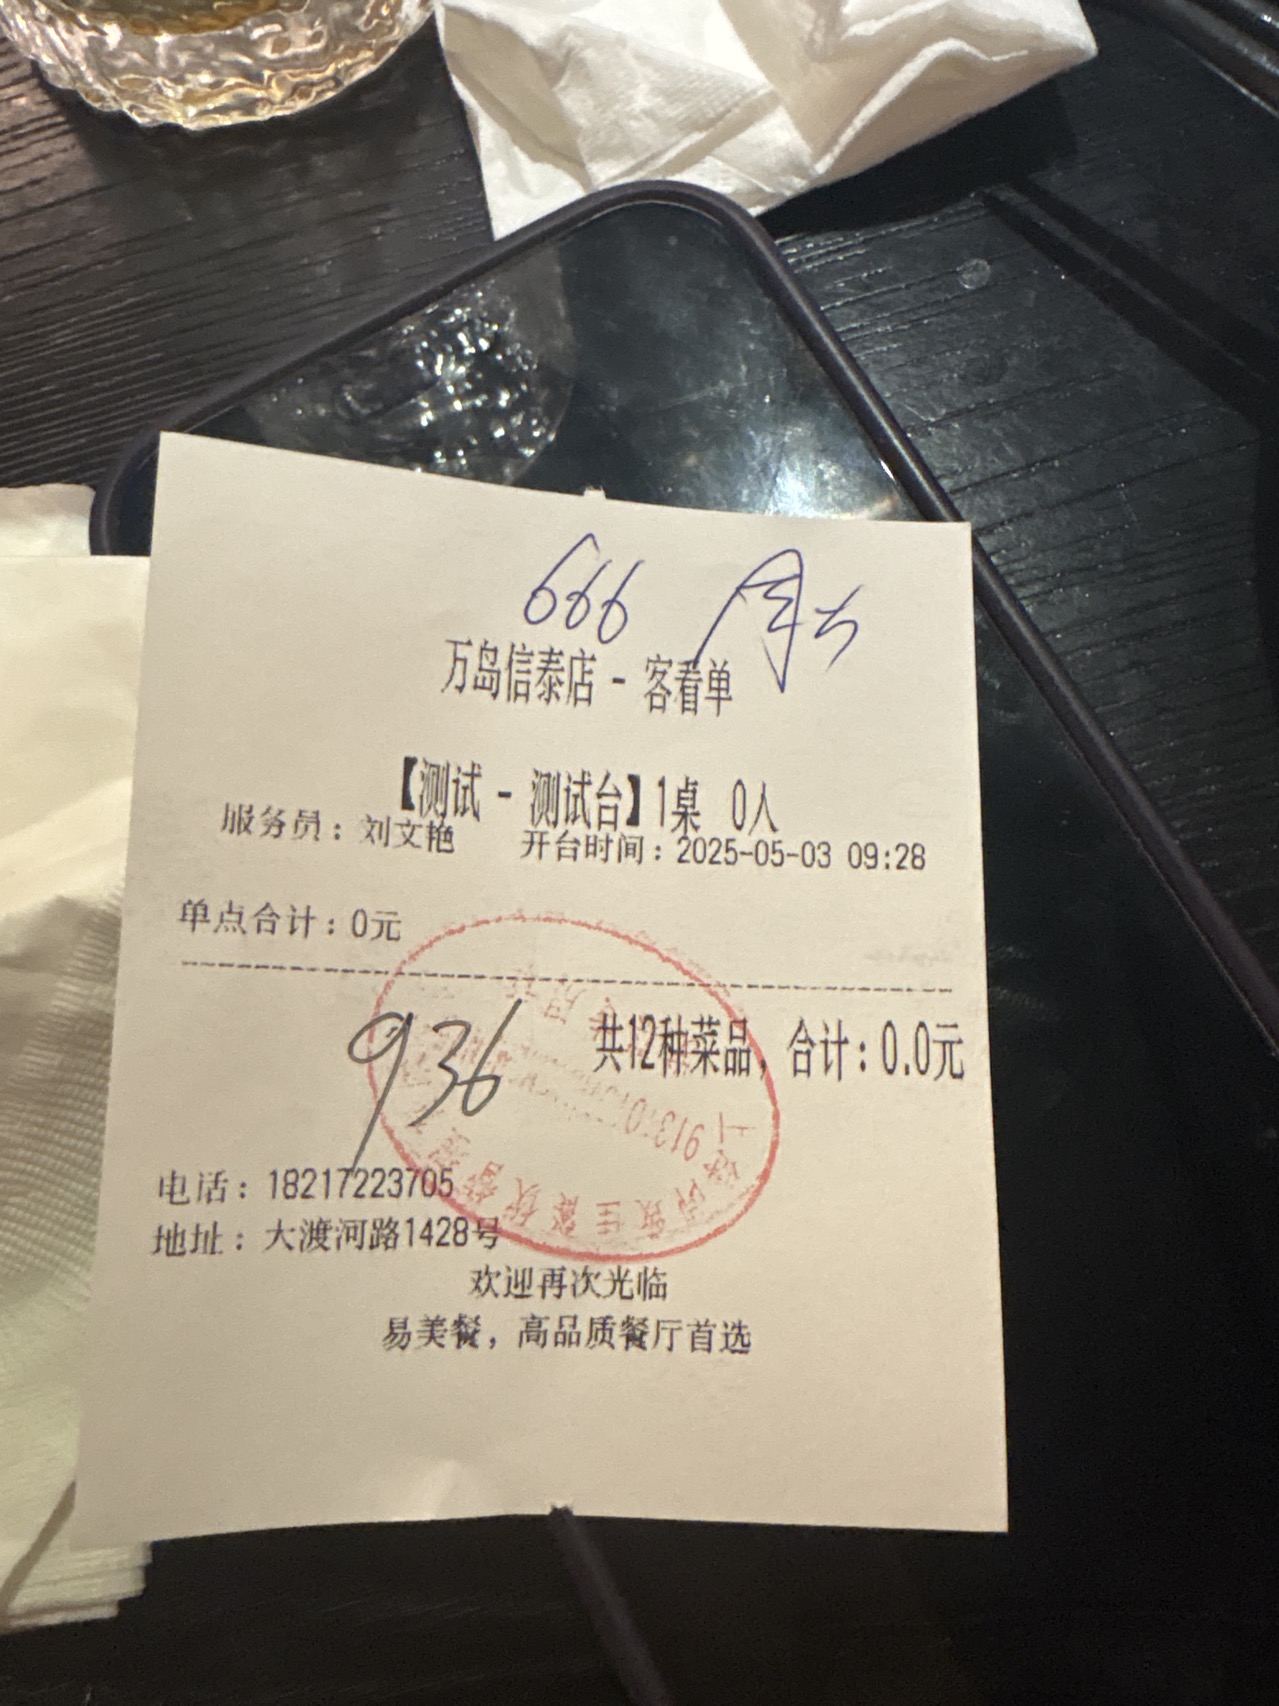 666
万岛信泰店 - 客看单
【测试 - 测试台】1桌 0人
服务员：刘文艳 开台时间：2025-05-03 09:28
单点合计：0元
936
共12种菜品，合计：0.0元
电话：18217223705
地址：大渡河路1428号
欢迎再次光临
易美餐，高品质餐厅首选